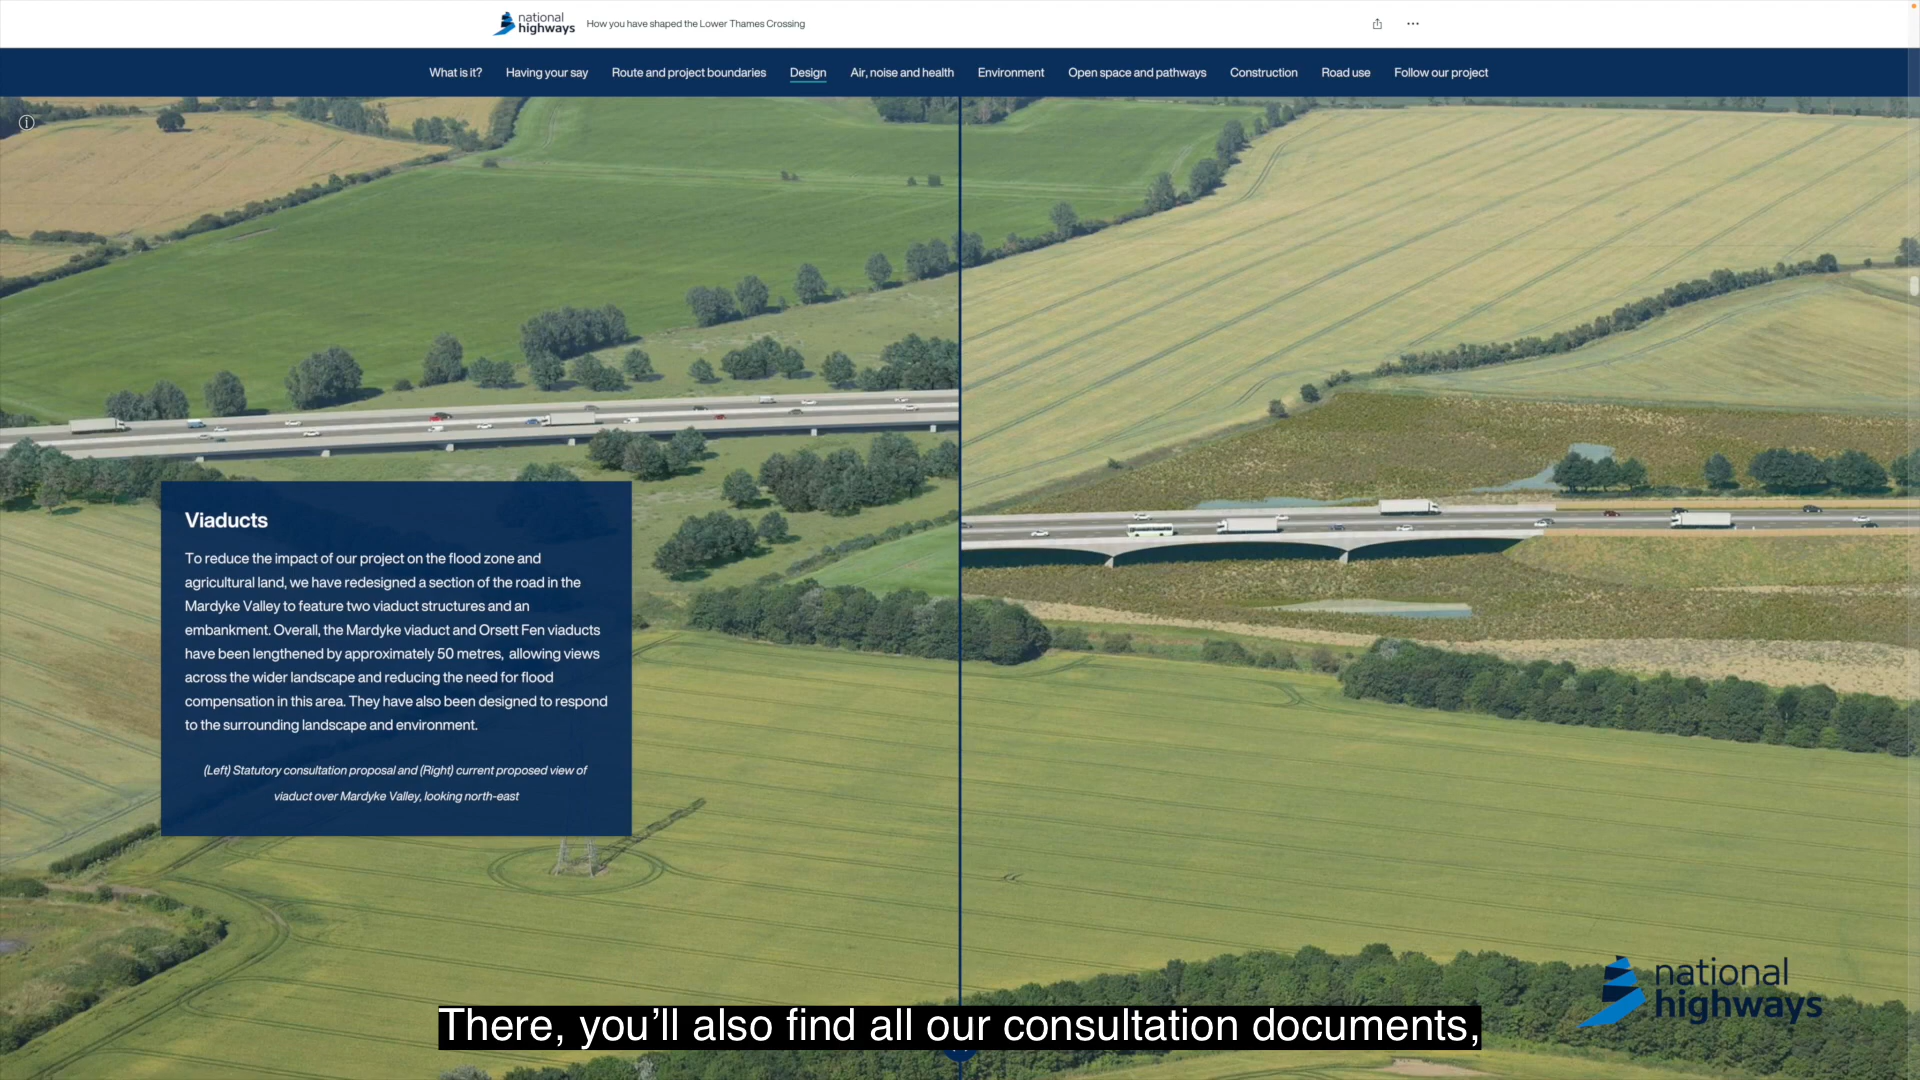 national
highways
How you have shaped the Lower Thames Crossing
What is it?
Having your say
Route and project boundaries
Design
Air, noise and health
Environment
Open space and pathways
Construction
Road use
Follow our project
Viaducts
To reduce the impact of our project on the flood zone and
agricultural land, we have redesigned a section of the road in the
Mardyke Valley to feature two viaduct structures and an
embankment. Overall, the Mardyke viaduct and Orsett Fen viaducts
have been lengthened by approximately 50 metres, allowing views
across the wider landscape and reducing the need for flood
compensation in this area. They have also been designed to respond
to the surrounding landscape and environment.
(Left) Statutory consultation proposal and (Right) current proposed view of
viaduct over Mardyke Valley, looking north-east
national
highways
There, you’ll also find all our consultation documents,